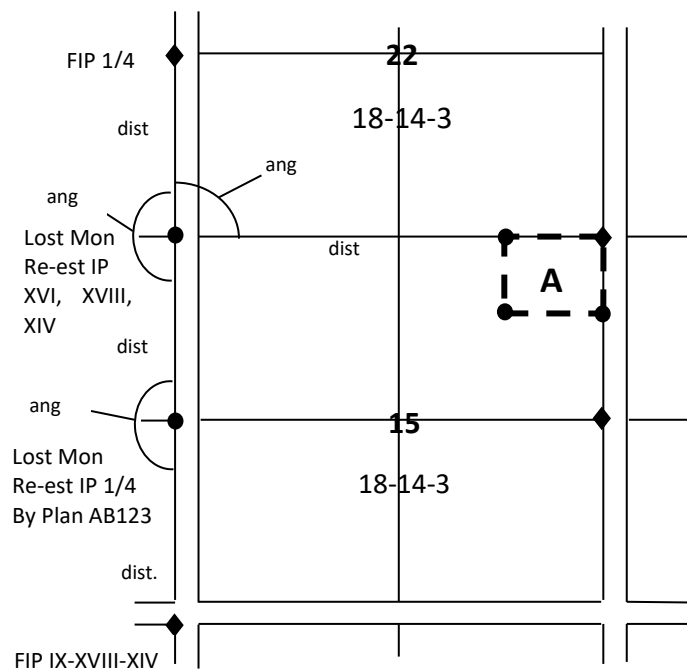 FIP 1/4
22
18-14-3
dist
ang
ang
Lost Mon
Re-est IP
XVI, XVIII,
XIV
dist
A
dist
ang
15
Lost Mon
Re-est IP 1/4
By Plan AB123
18-14-3
dist.
FIP IX-XVIII-XIV